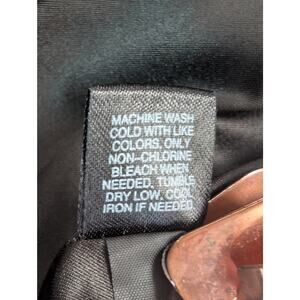 MACHINE WASH
COLD WITH LIKE
COLORS. ONLY
NON-CHLORINE
BLEACH WHEN
NEEDED. TUMBLE
DRY LOW. COOL
IRON IF NEEDED